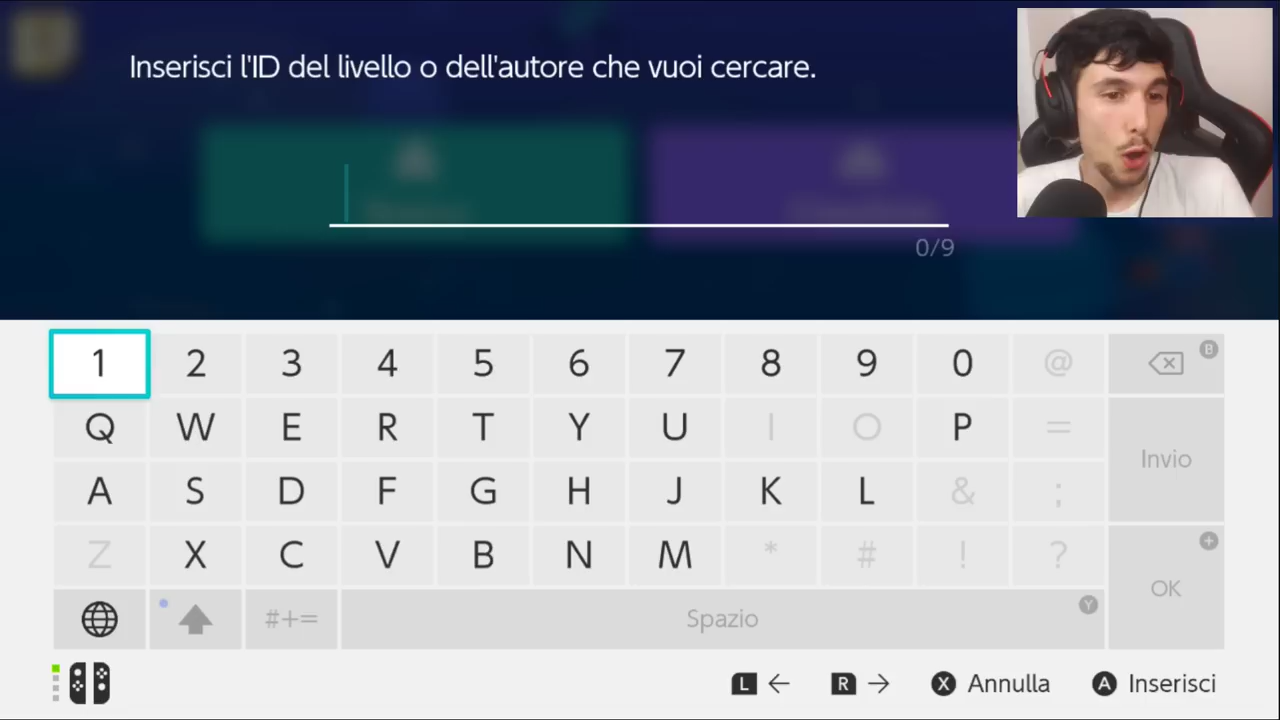 Inserisci l'ID del livello o dell'autore che vuoi cercare.
0/9
1 2 3 4 5 6 7 8 9 0 @ B
Q W E R T Y U I O P = Invio
A S D F G H J K L & ;
Z X C V B N M * # ! ? + OK
#+= Spazio Y
L ← R → X Annulla A Inserisci